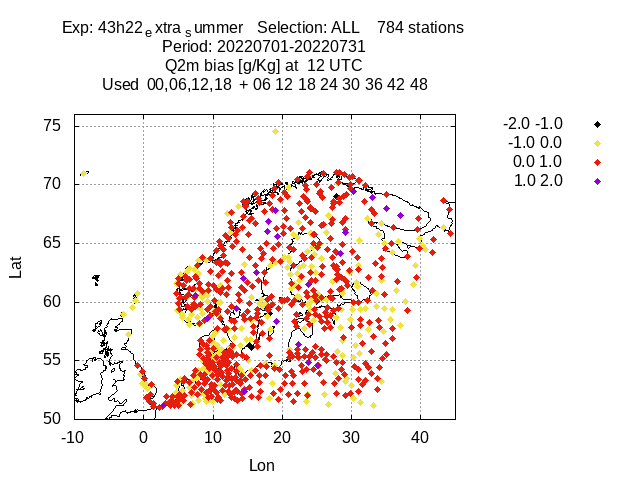 Exp: 43h22extrasummer Selection: ALL 784 stations
Period: 20220701-20220731
Q2m bias [g/Kg] at 12 UTC
Used 00,06,12,18 + 06 12 18 24 30 36 42 48
-2.0 -1.0
-1.0 0.0
0.0 1.0
1.0 2.0
75
70
65
60
55
50
Lat
-10 0 10 20 30 40
Lon